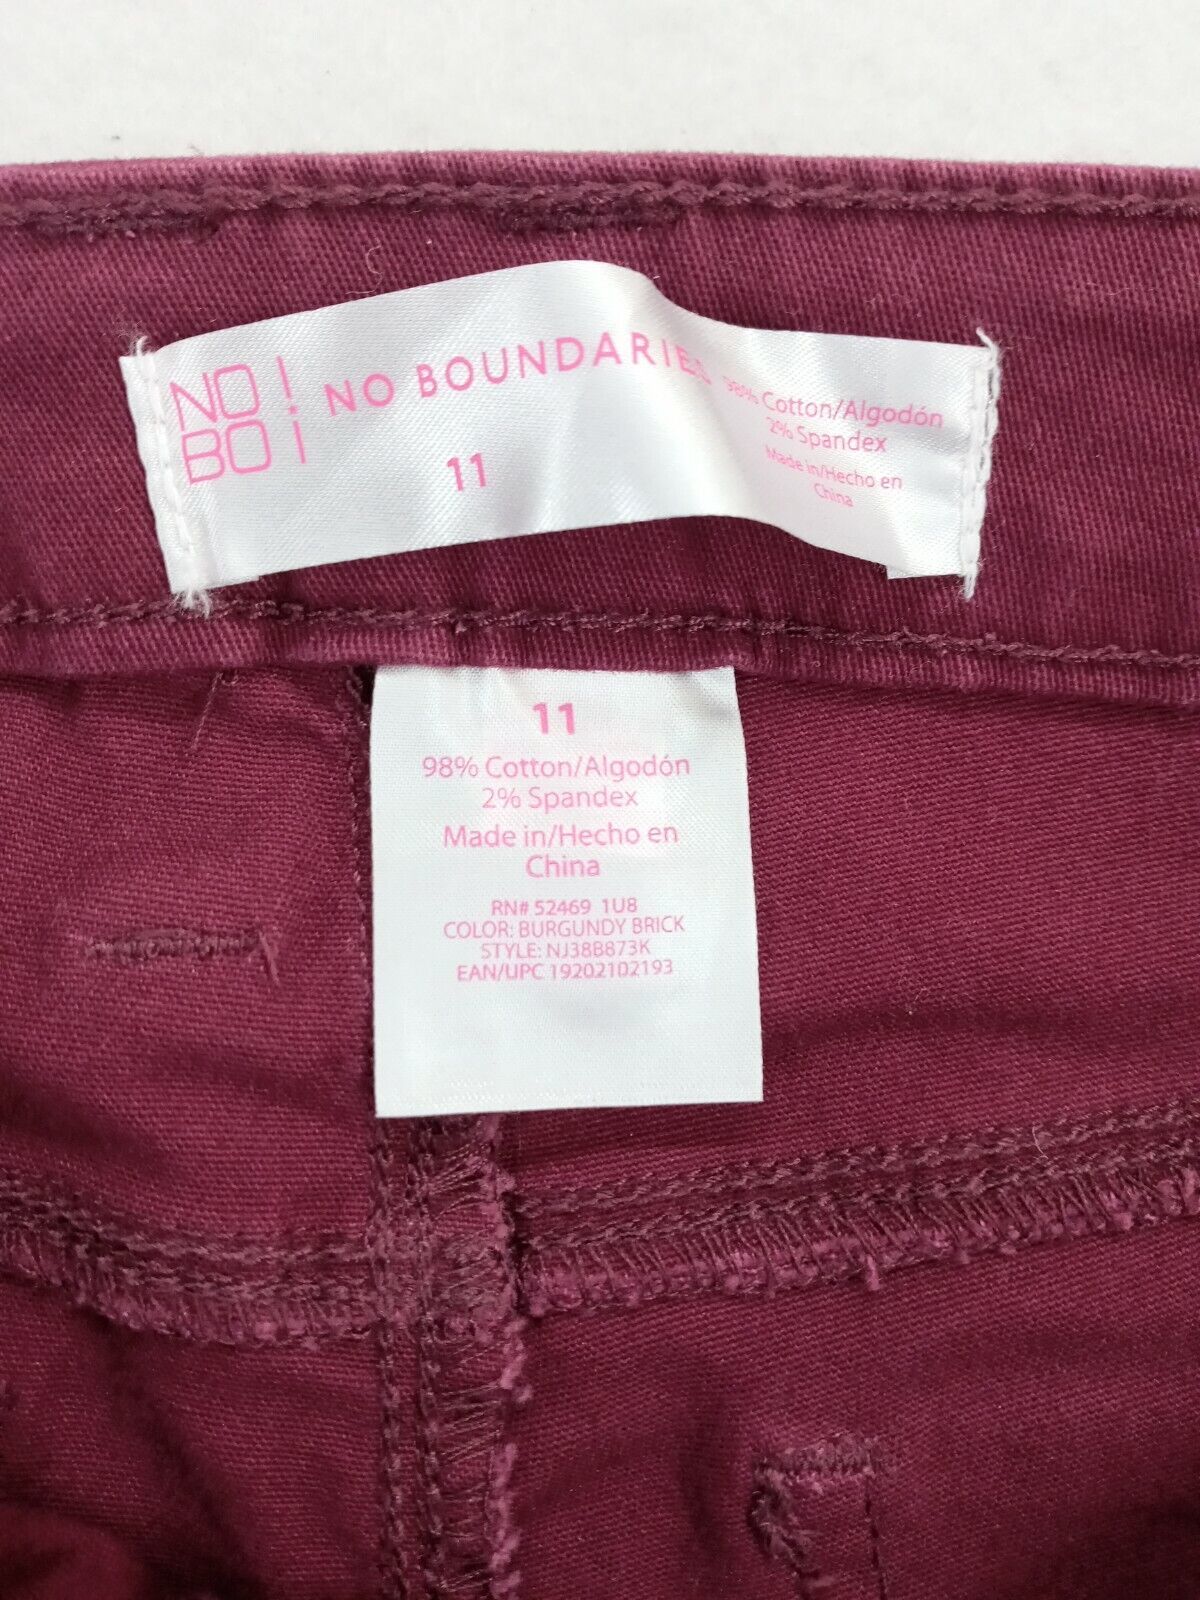 NO!
BO¡
NO BOUNDARIES
11
98% Cotton/Algodón
2% Spandex
Made in/Hecho en
China
11
98% Cotton/Algodón
2% Spandex
Made in/Hecho en
China
RN# 52469 1U8
COLOR: BURGUNDY BRICK
STYLE: NJ38B873K
EAN/UPC 19202102193